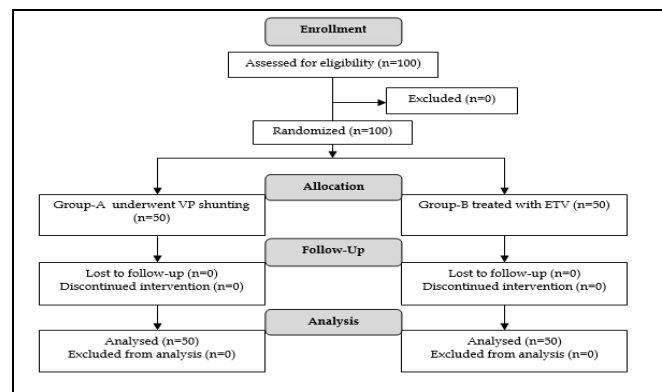 Enrollment
Assessed for eligibility (n=100)
Excluded (n=0)
Randomized (n=100)
Allocation
Group-A underwent VP shunting
(n=50)
Group-B treated with ETV (n=50)
Follow-Up
Lost to follow-up (n=0)
Discontinued intervention (n=0)
Lost to follow-up (n=0)
Discontinued intervention (n=0)
Analysis
Analysed (n=50)
Excluded from analysis (n=0)
Analysed (n=50)
Excluded from analysis (n=0)